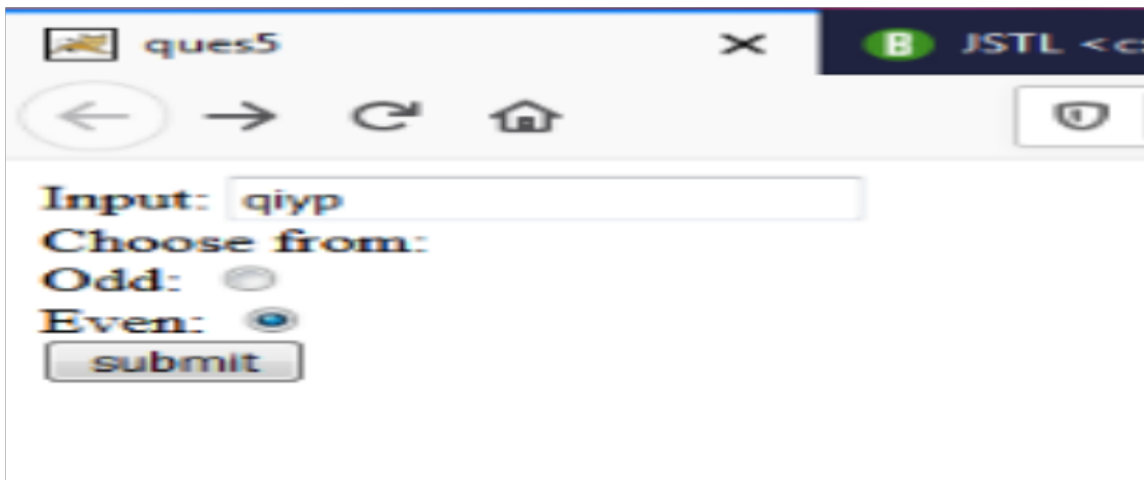 ques5
JSTL <c
Input: qiyp
Choose from:
Odd:
Even:
submit